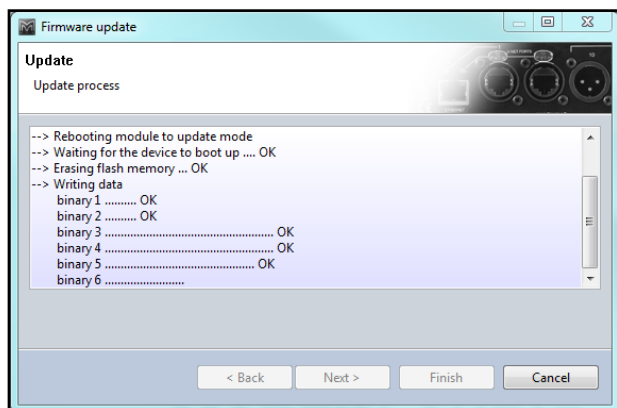 Firmware update
Update
Update process
--> Rebooting module to update mode
--> Waiting for the device to boot up .... OK
--> Erasing flash memory ... OK
--> Writing data
binary 1 .......... OK
binary 2 .......... OK
binary 3 ..................................................... OK
binary 4 ..................................................... OK
binary 5 ............................................... OK
binary 6 .........................
< Back Next > Finish Cancel